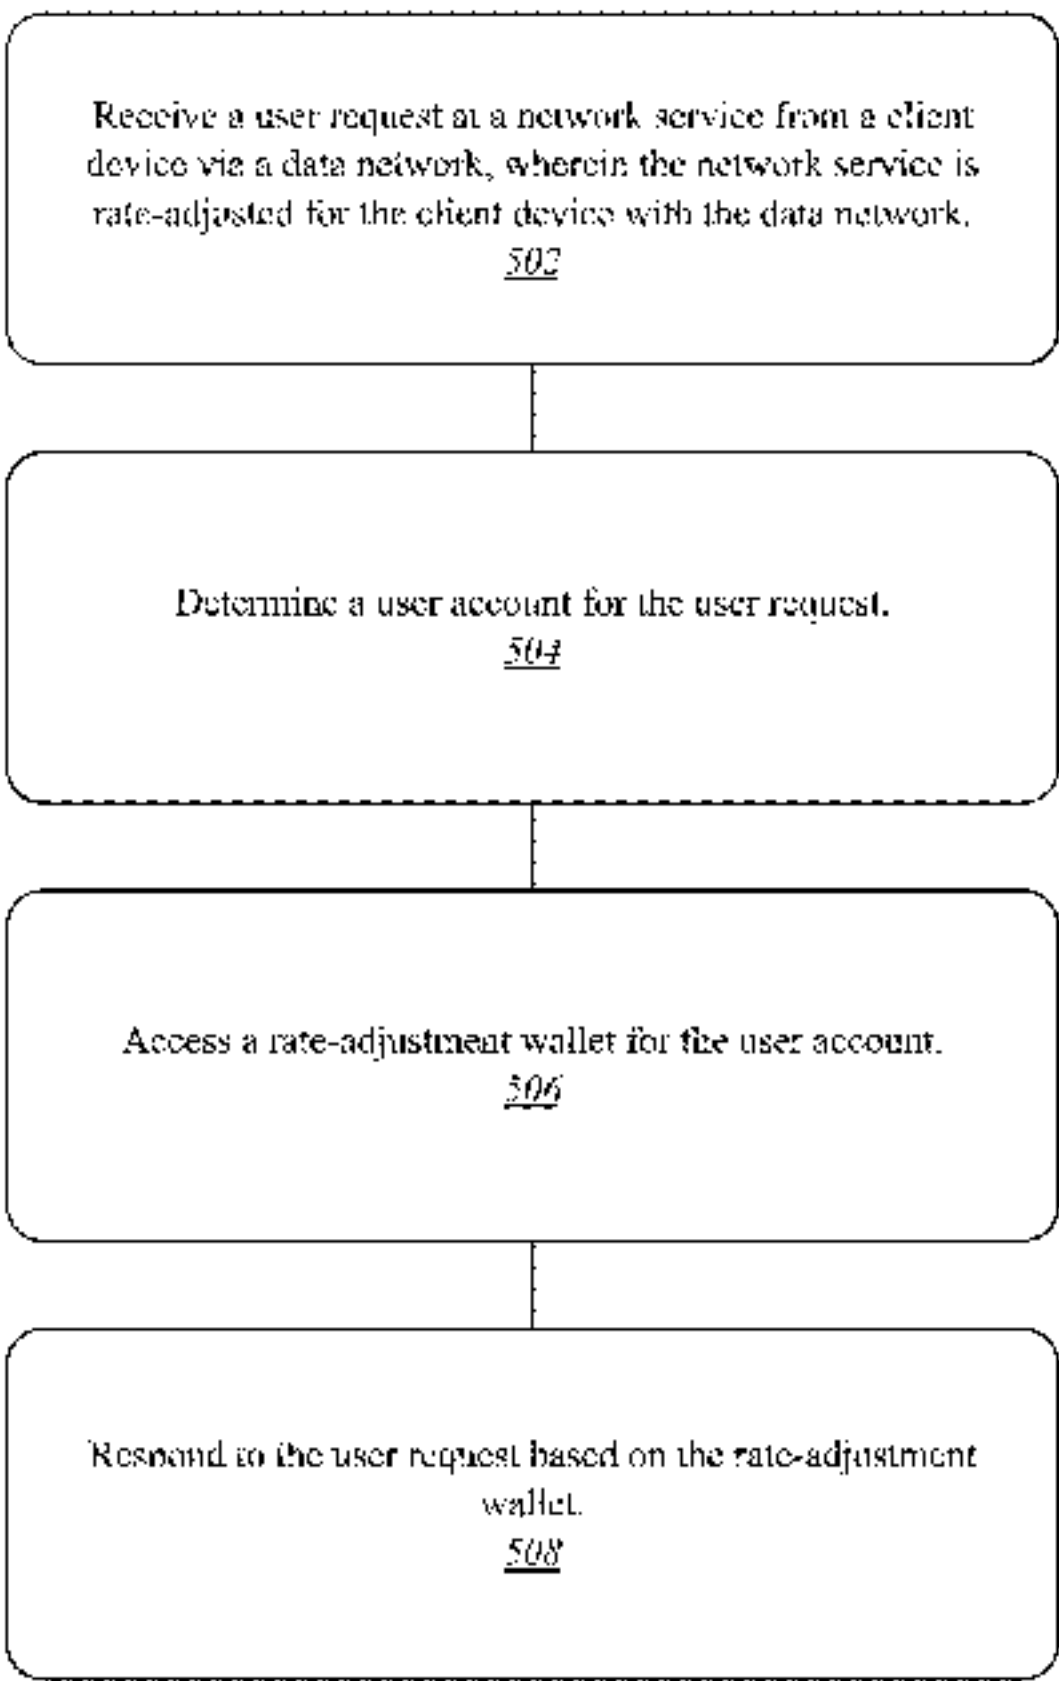 Receive a user request at a network service from a client
device via a data network, wherein the network service is
rate-adjusted for the client device with the data network.
502
Determine a user account for the user request.
504
Access a rate-adjustment wallet for the user account.
506
Respond to the user request based on the rate-adjustment
wallet.
508